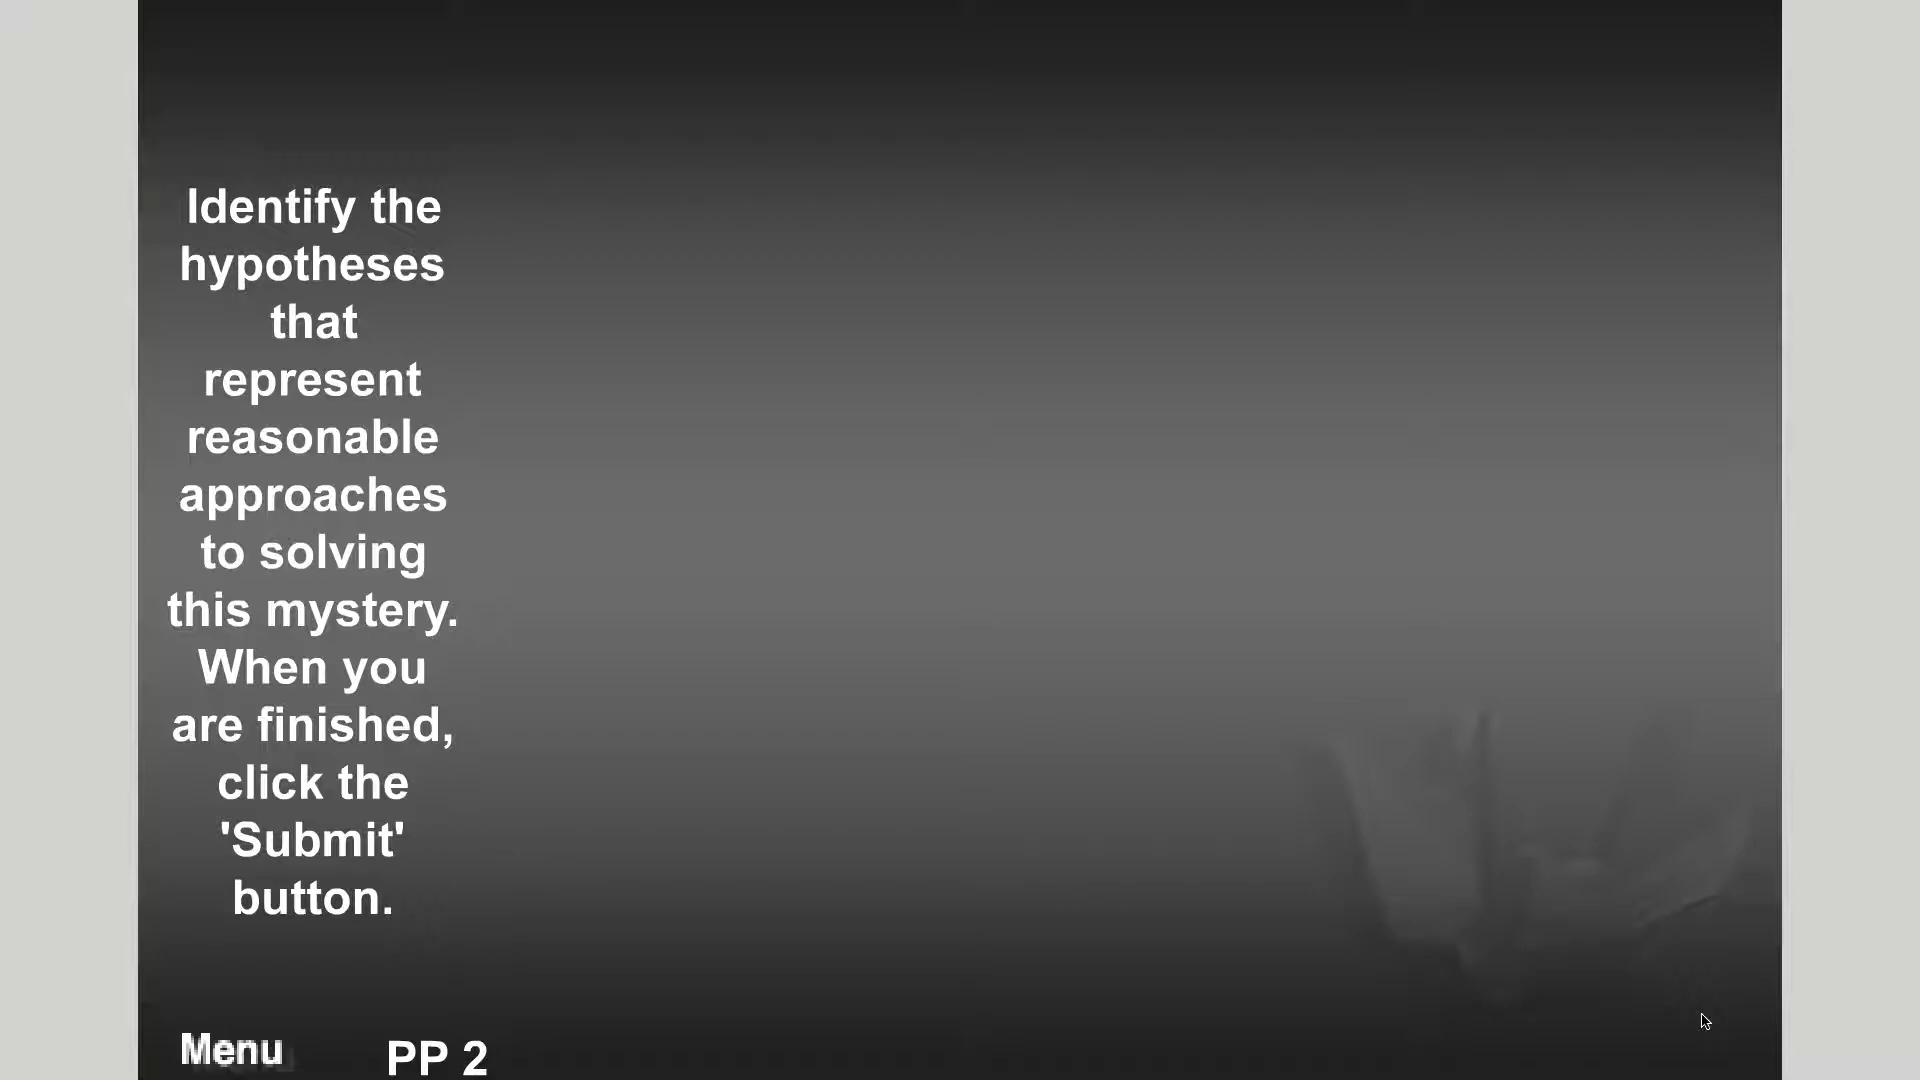 Identify the
hypotheses
that
represent
reasonable
approaches
to solving
this mystery.
When you
are finished,
click the
'Submit'
button.
Menu
PP 2